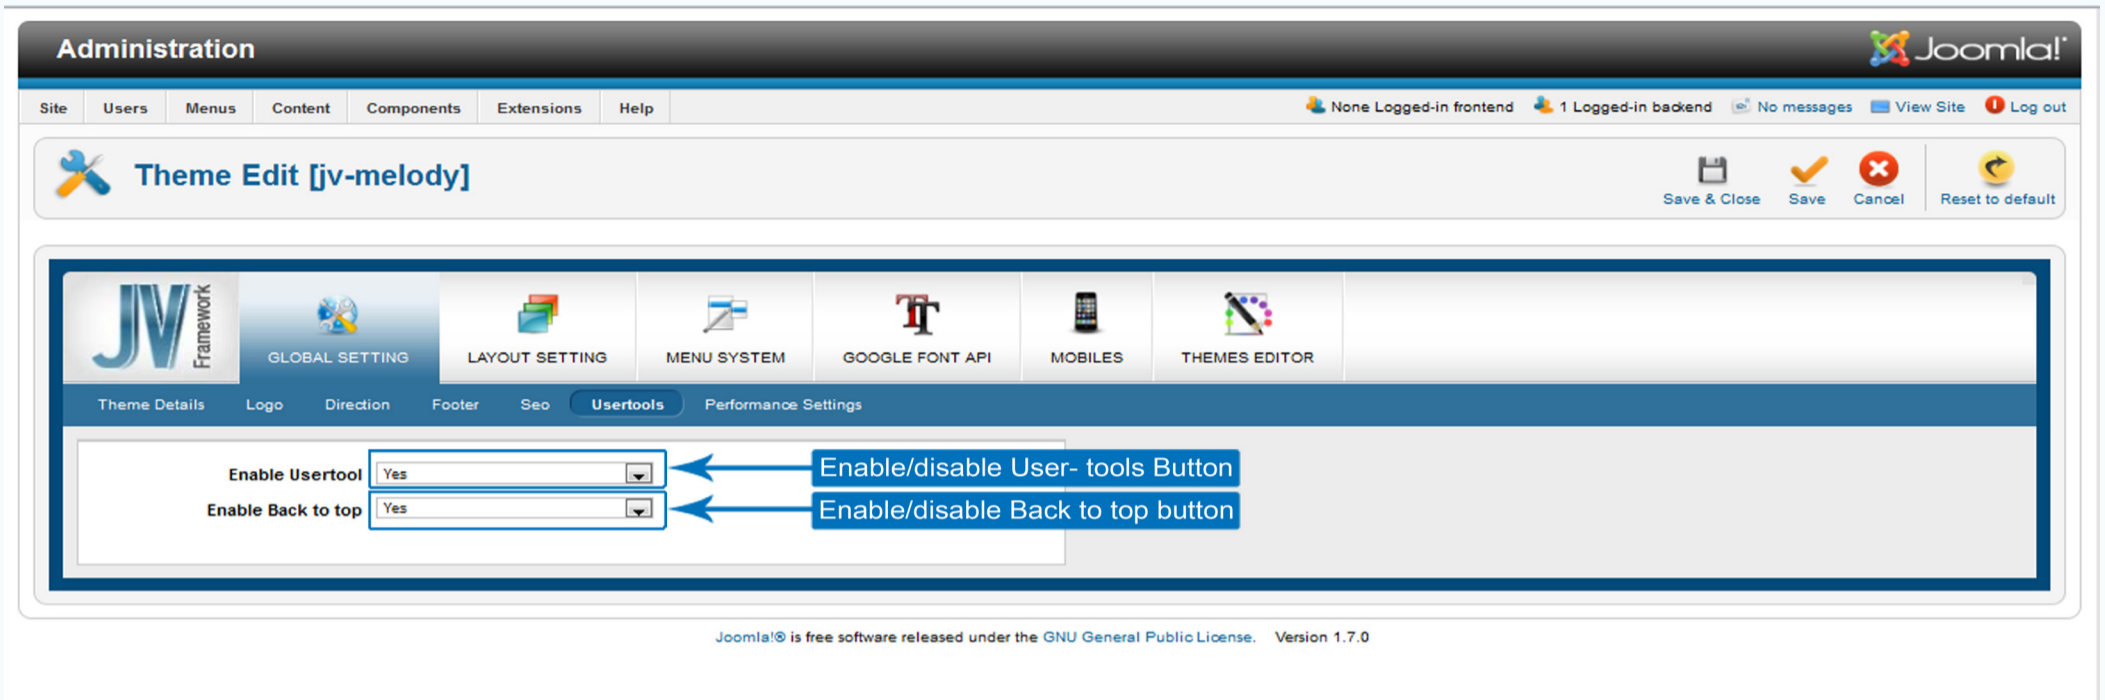 Administration
Joomla!
Site Users Menus Content Components Extensions Help
None Logged-in frontend 1 Logged-in backend No messages View Site Log out
Theme Edit [jv-melody]
Save & Close Save Cancel Reset to default
JV Framework
GLOBAL SETTING LAYOUT SETTING MENU SYSTEM GOOGLE FONT API MOBILES THEMES EDITOR
Theme Details Logo Direction Footer Seo Usertools Performance Settings
Enable Usertool Yes Enable/disable User- tools Button
Enable Back to top Yes Enable/disable Back to top button
Joomla!® is free software released under the GNU General Public License. Version 1.7.0